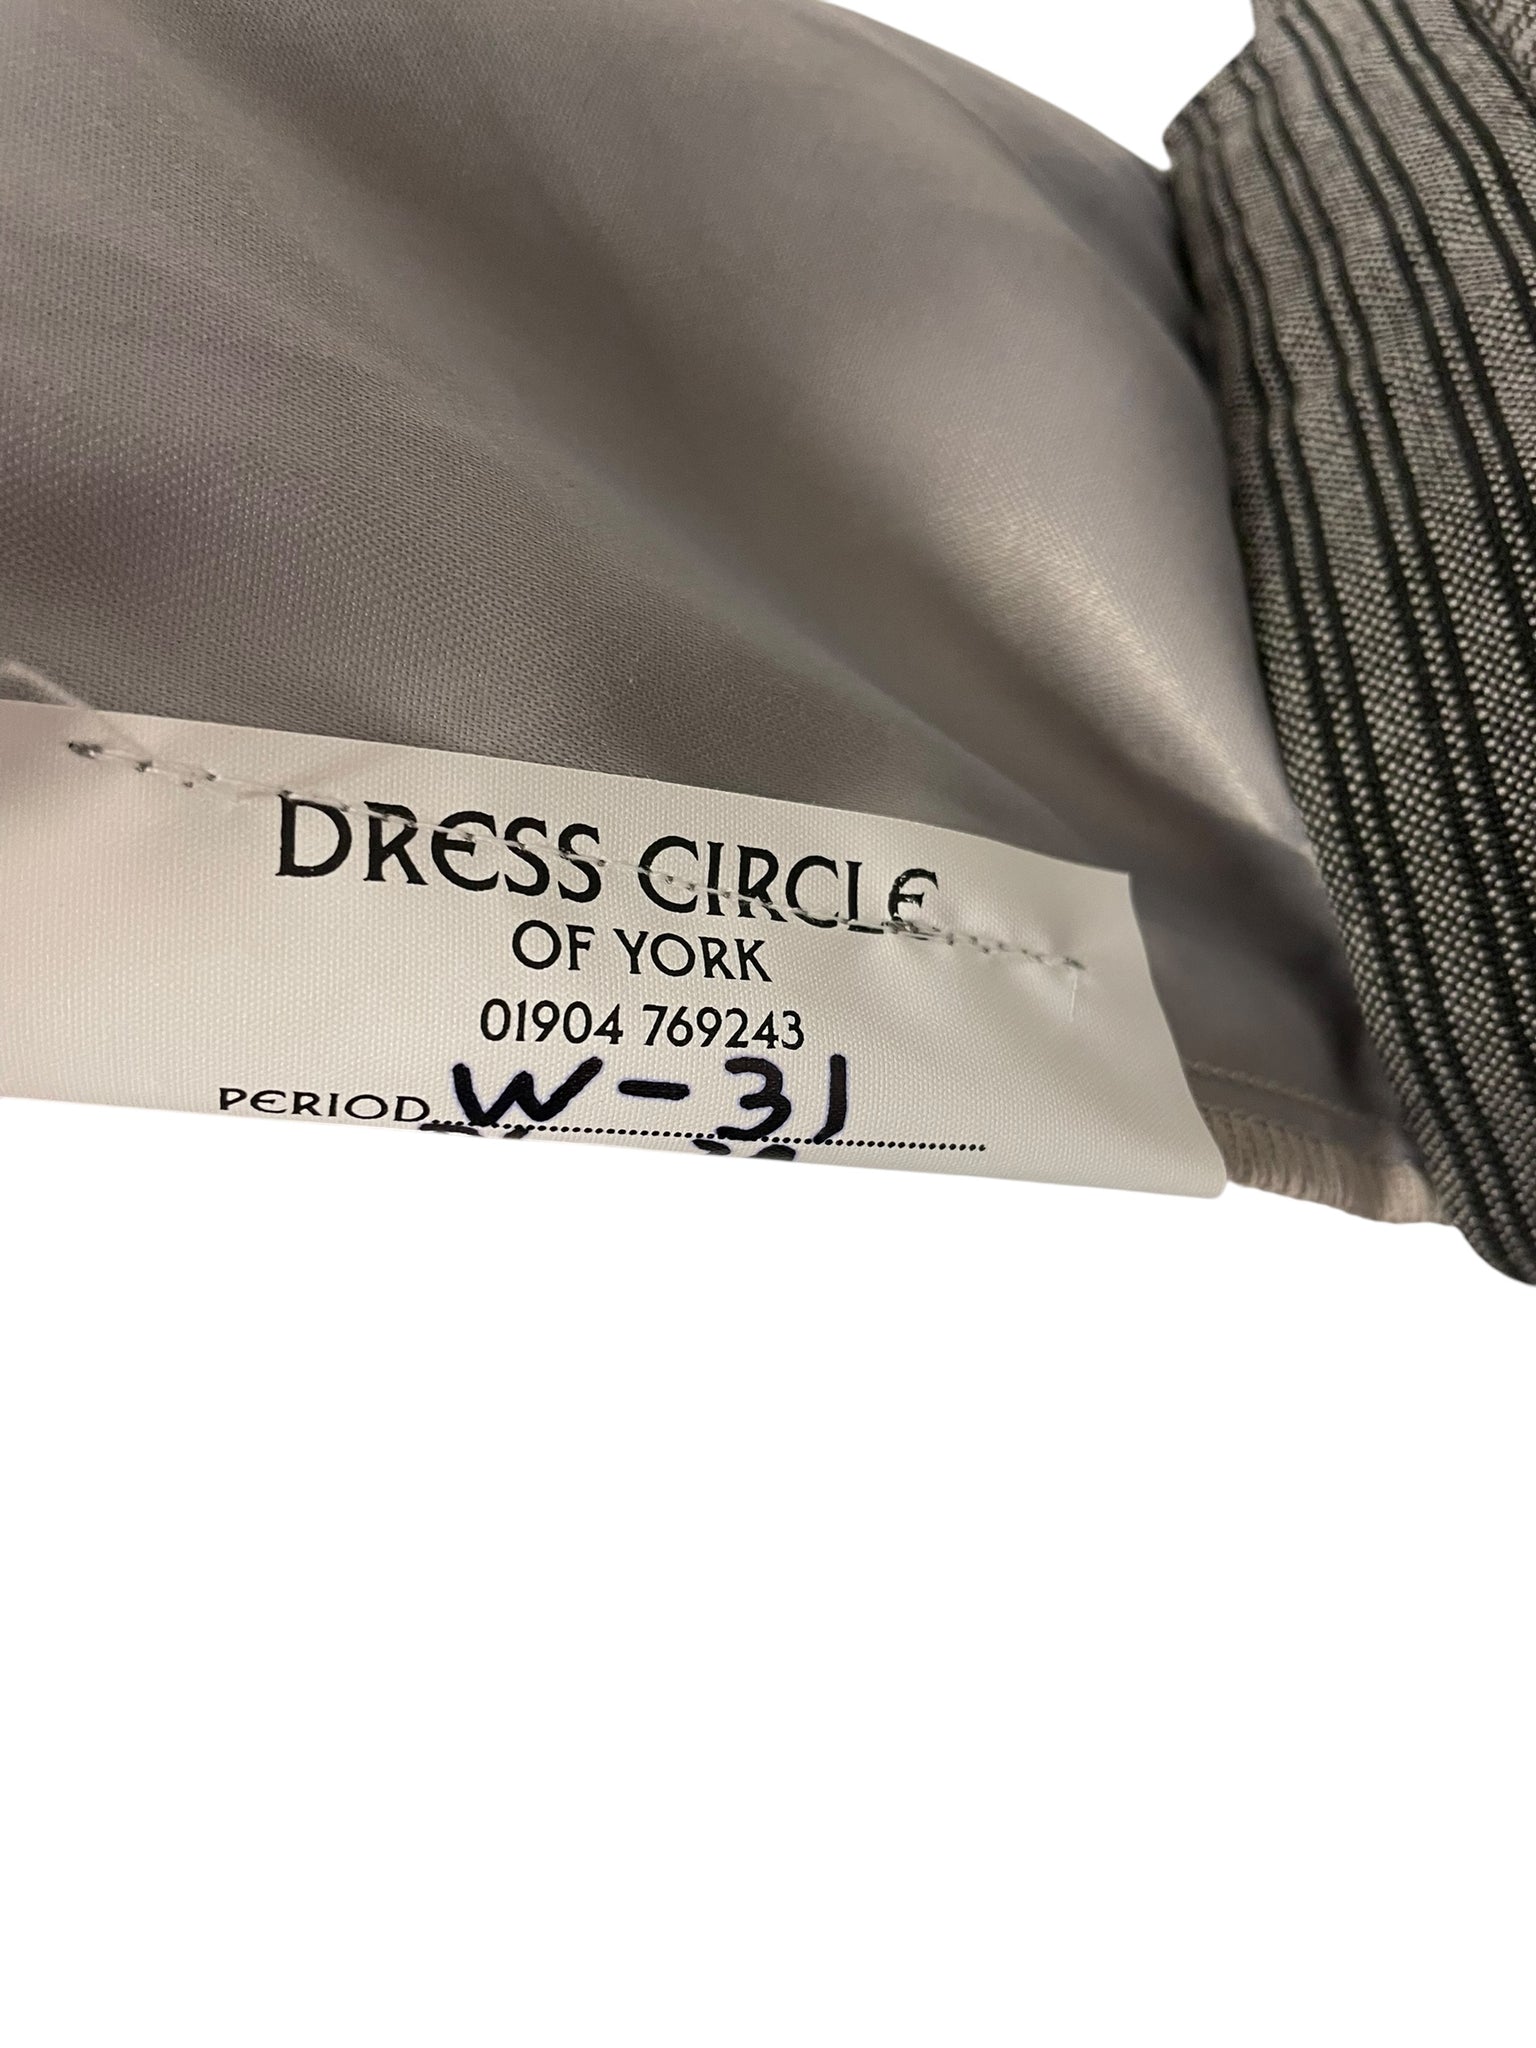 DRESS CIRCLE
OF YORK
01904 769243
PERIOD W-31